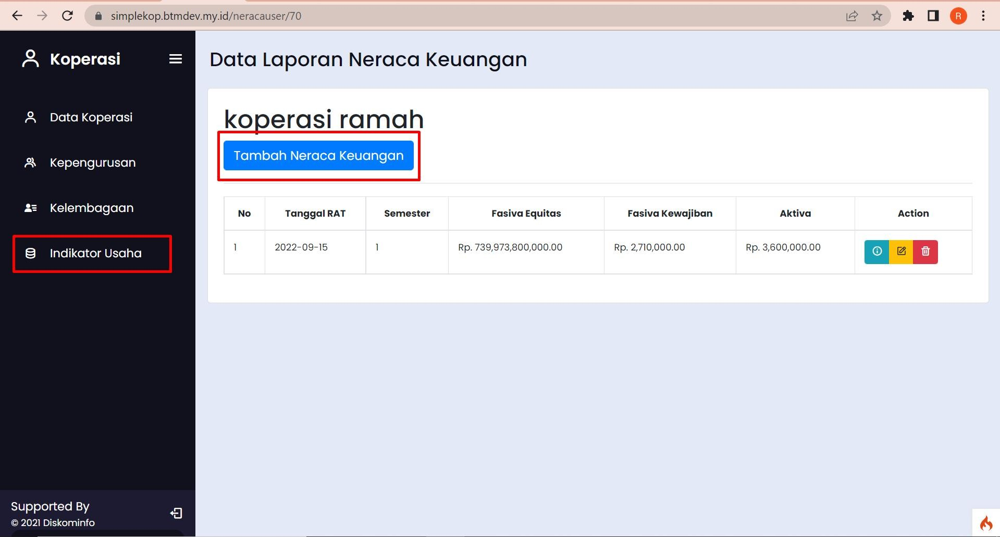 simplekop.btmdev.my.id/neracauser/70
R
Koperasi
Data Koperasi
Kepengurusan
Kelembagaan
Indikator Usaha
Supported By
© 2021 Diskominfo
Data Laporan Neraca Keuangan
koperasi ramah
Tambah Neraca Keuangan
No Tanggal RAT Semester Fasiva Equitas Fasiva Kewajiban Aktiva Action
1 2022-09-15 1 Rp. 739,973,800,000.00 Rp. 2,710,000.00 Rp. 3,600,000.00